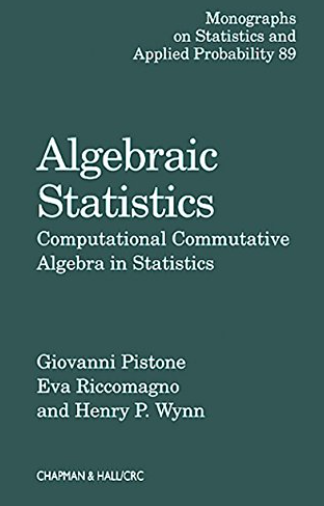 Monographs
on Statistics and
Applied Probability 89
Algebraic
Statistics
Computational Commutative
Algebra in Statistics
Giovanni Pistone
Eva Riccomagno
and Henry P. Wynn
CHAPMAN & HALL/CRC